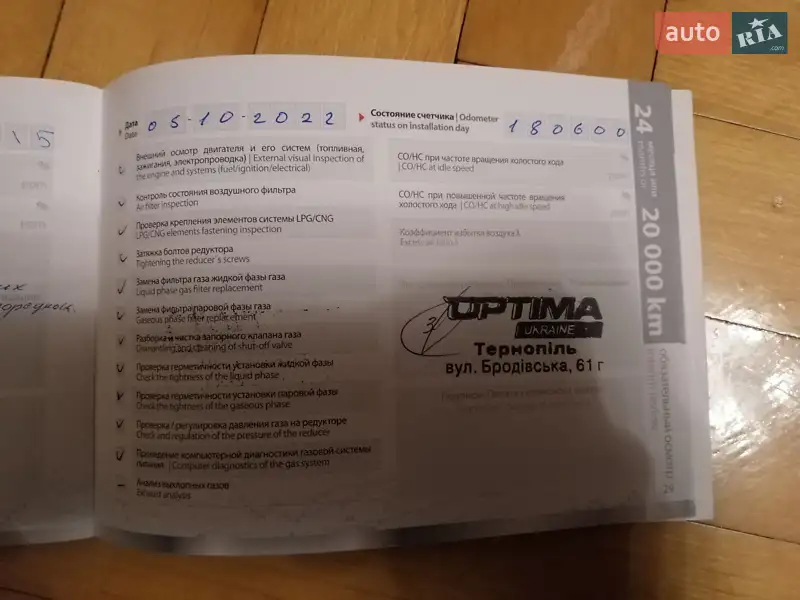 auto RIA .com
15
ppm
ppm
Дата
Date
05-10-2022
Состояние счетчика | Odometer
status on installation day
180600
Внешний осмотр двигателя и его систем (топливная,
зажигания, электропроводка) | External visual inspection of
the engine and systems (fuel/ignition/electrical)
Контроль состояния воздушного фильтра
Air filter inspection
Проверка крепления элементов системы LPG/CNG
LPG/CNG elements fastening inspection
Затяжка болтов редуктора
Tightening the reducer's screws
Замена фильтра газа жидкой фазы газа
Liquid phase gas filter replacement
Замена фильтра паровой фазы газа
Gaseous phase filter replacement
Разборка и чистка запорного клапана газа
Dismantling and cleaning of shut-off valve
Проверка герметичности установки жидкой фазы
Check the tightness of the liquid phase
Проверка герметичности установки паровой фазы
Check the tightness of the gaseous phase
Проверка / регулировка давления газа на редукторе
Check and regulation of the pressure of the reducer
Проведение компьютерной диагностики газовой системы
питания | Computer diagnostics of the gas system
Анализ выхлопных газов
Exhaust analysis
CO/HC при частоте вращения холостого хода
CO/HC at idle speed
%
ppm
CO/HC при повышенной частоте вращения
холостого хода | CO/HC at high idle speed
%
ppm
Коэффициент избытка воздуха λ
OPTIMA
UKRAINE
Тернопіль
вул. Бродівська, 61 г
24
20 000 km